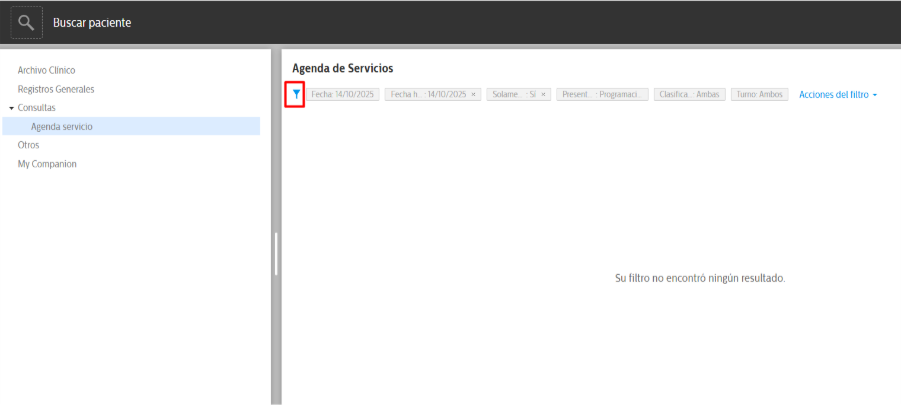 Buscar paciente
Archivo Clínico
Registros Generales
Consultas
Agenda servicio
Otros
My Companion
Agenda de Servicios
Fecha: 14/10/2025 Fecha h... - 14/10/2025 × Solame... - Sí × Present... - Programaci... Clasifica... - Ambas Turno: Ambos Acciones del filtro
Su filtro no encontró ningún resultado.